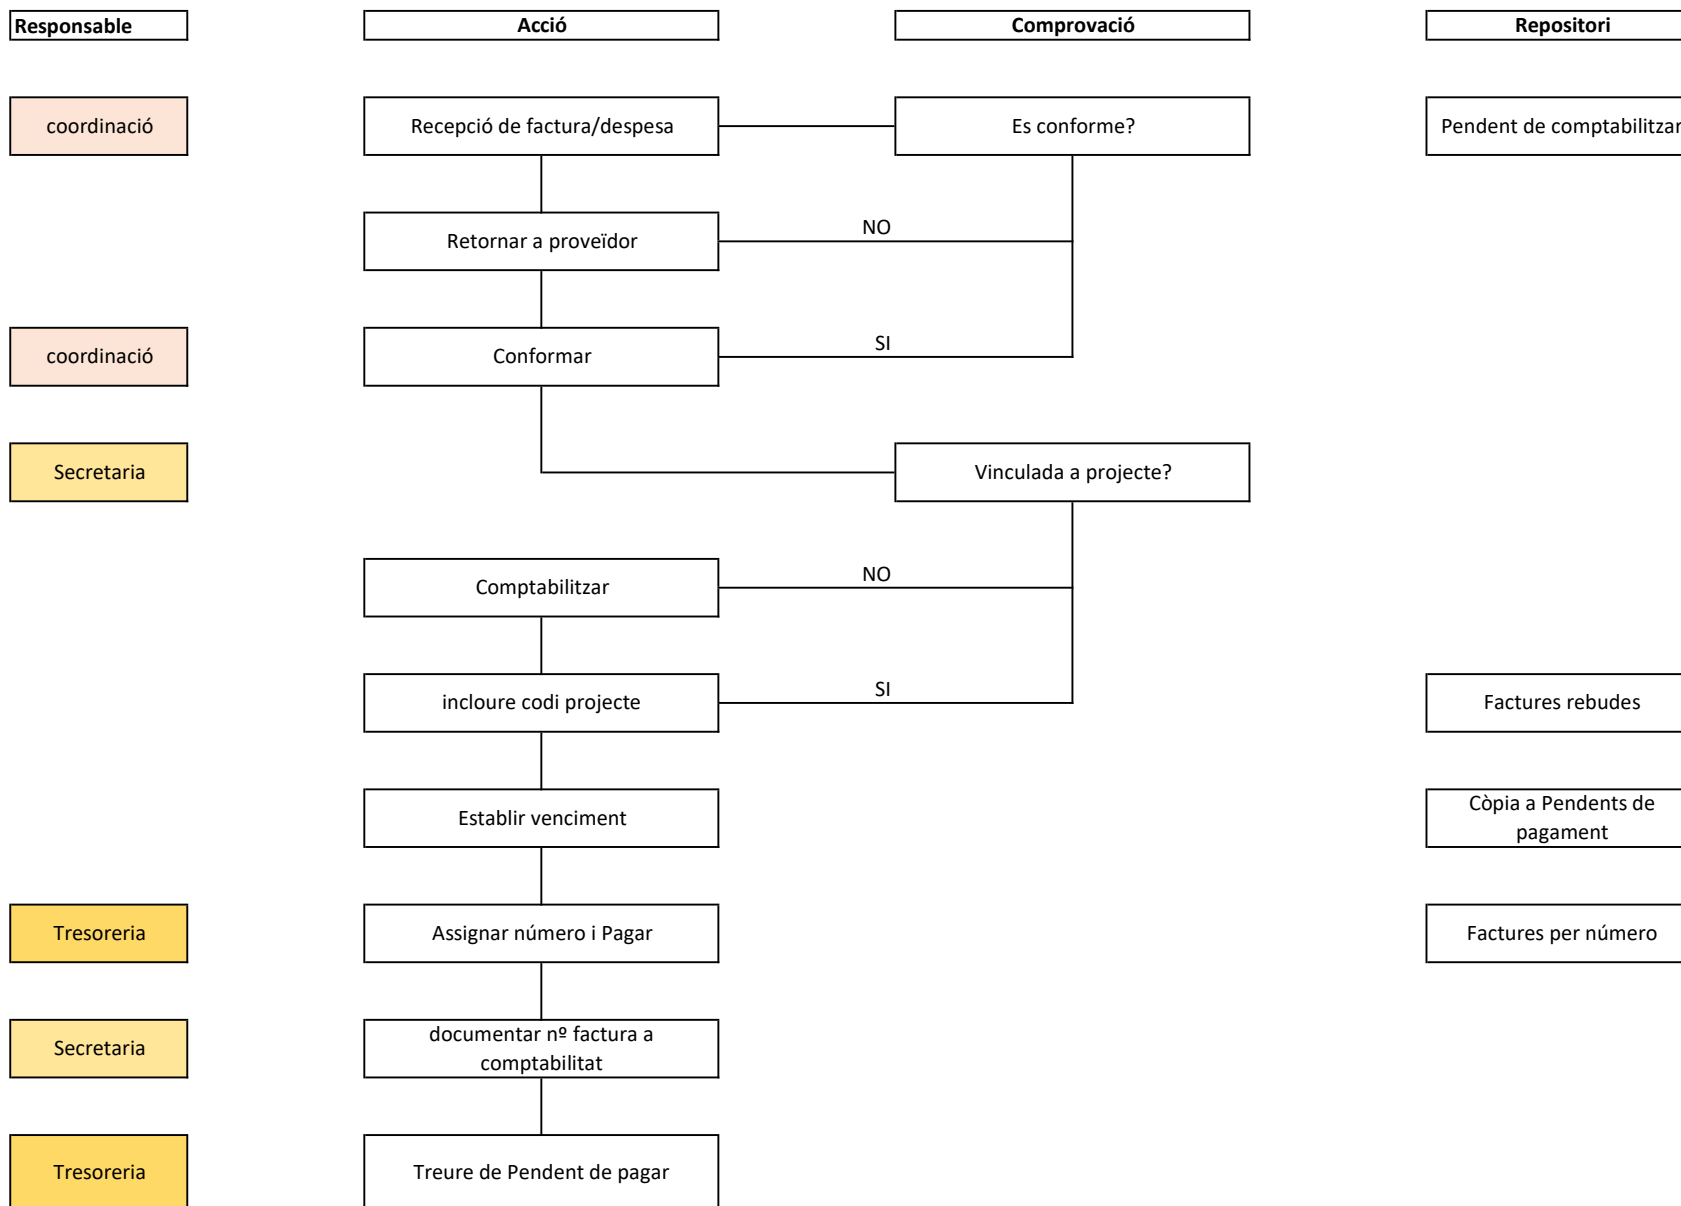 Responsable
Acció
Comprovació
Repositori
coordinació
Recepció de factura/despesa
Es conforme?
Pendent de comptabilitzar
Retornar a proveïdor
NO
coordinació
Conformar
SI
Secretaria
Vinculada a projecte?
Comptabilitzar
NO
incloure codi projecte
SI
Factures rebudes
Establir venciment
Còpia a Pendents de
pagament
Tresoreria
Assignar número i Pagar
Factures per número
Secretaria
documentar nº factura a
comptabilitat
Tresoreria
Treure de Pendent de pagar